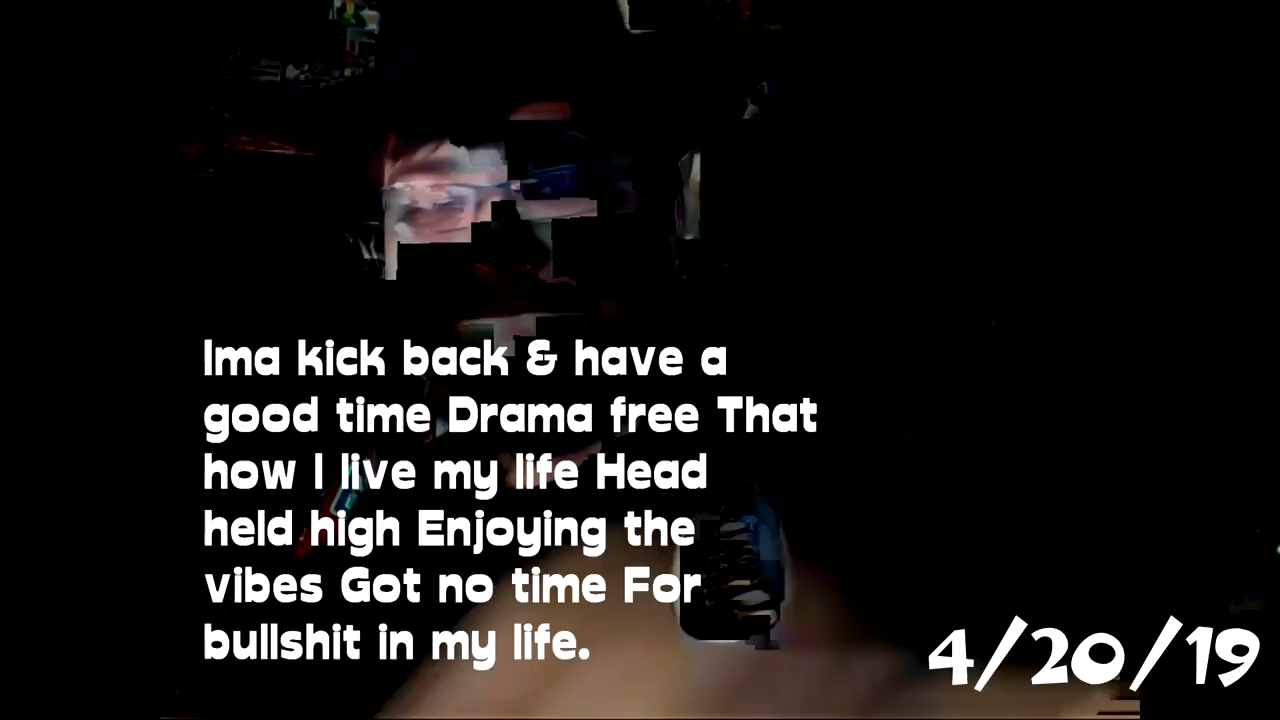 Ima kick back & have a
good time Drama free That
how I live my life Head
held high Enjoying the
vibes Got no time For
bullshit in my life.
4/20/19